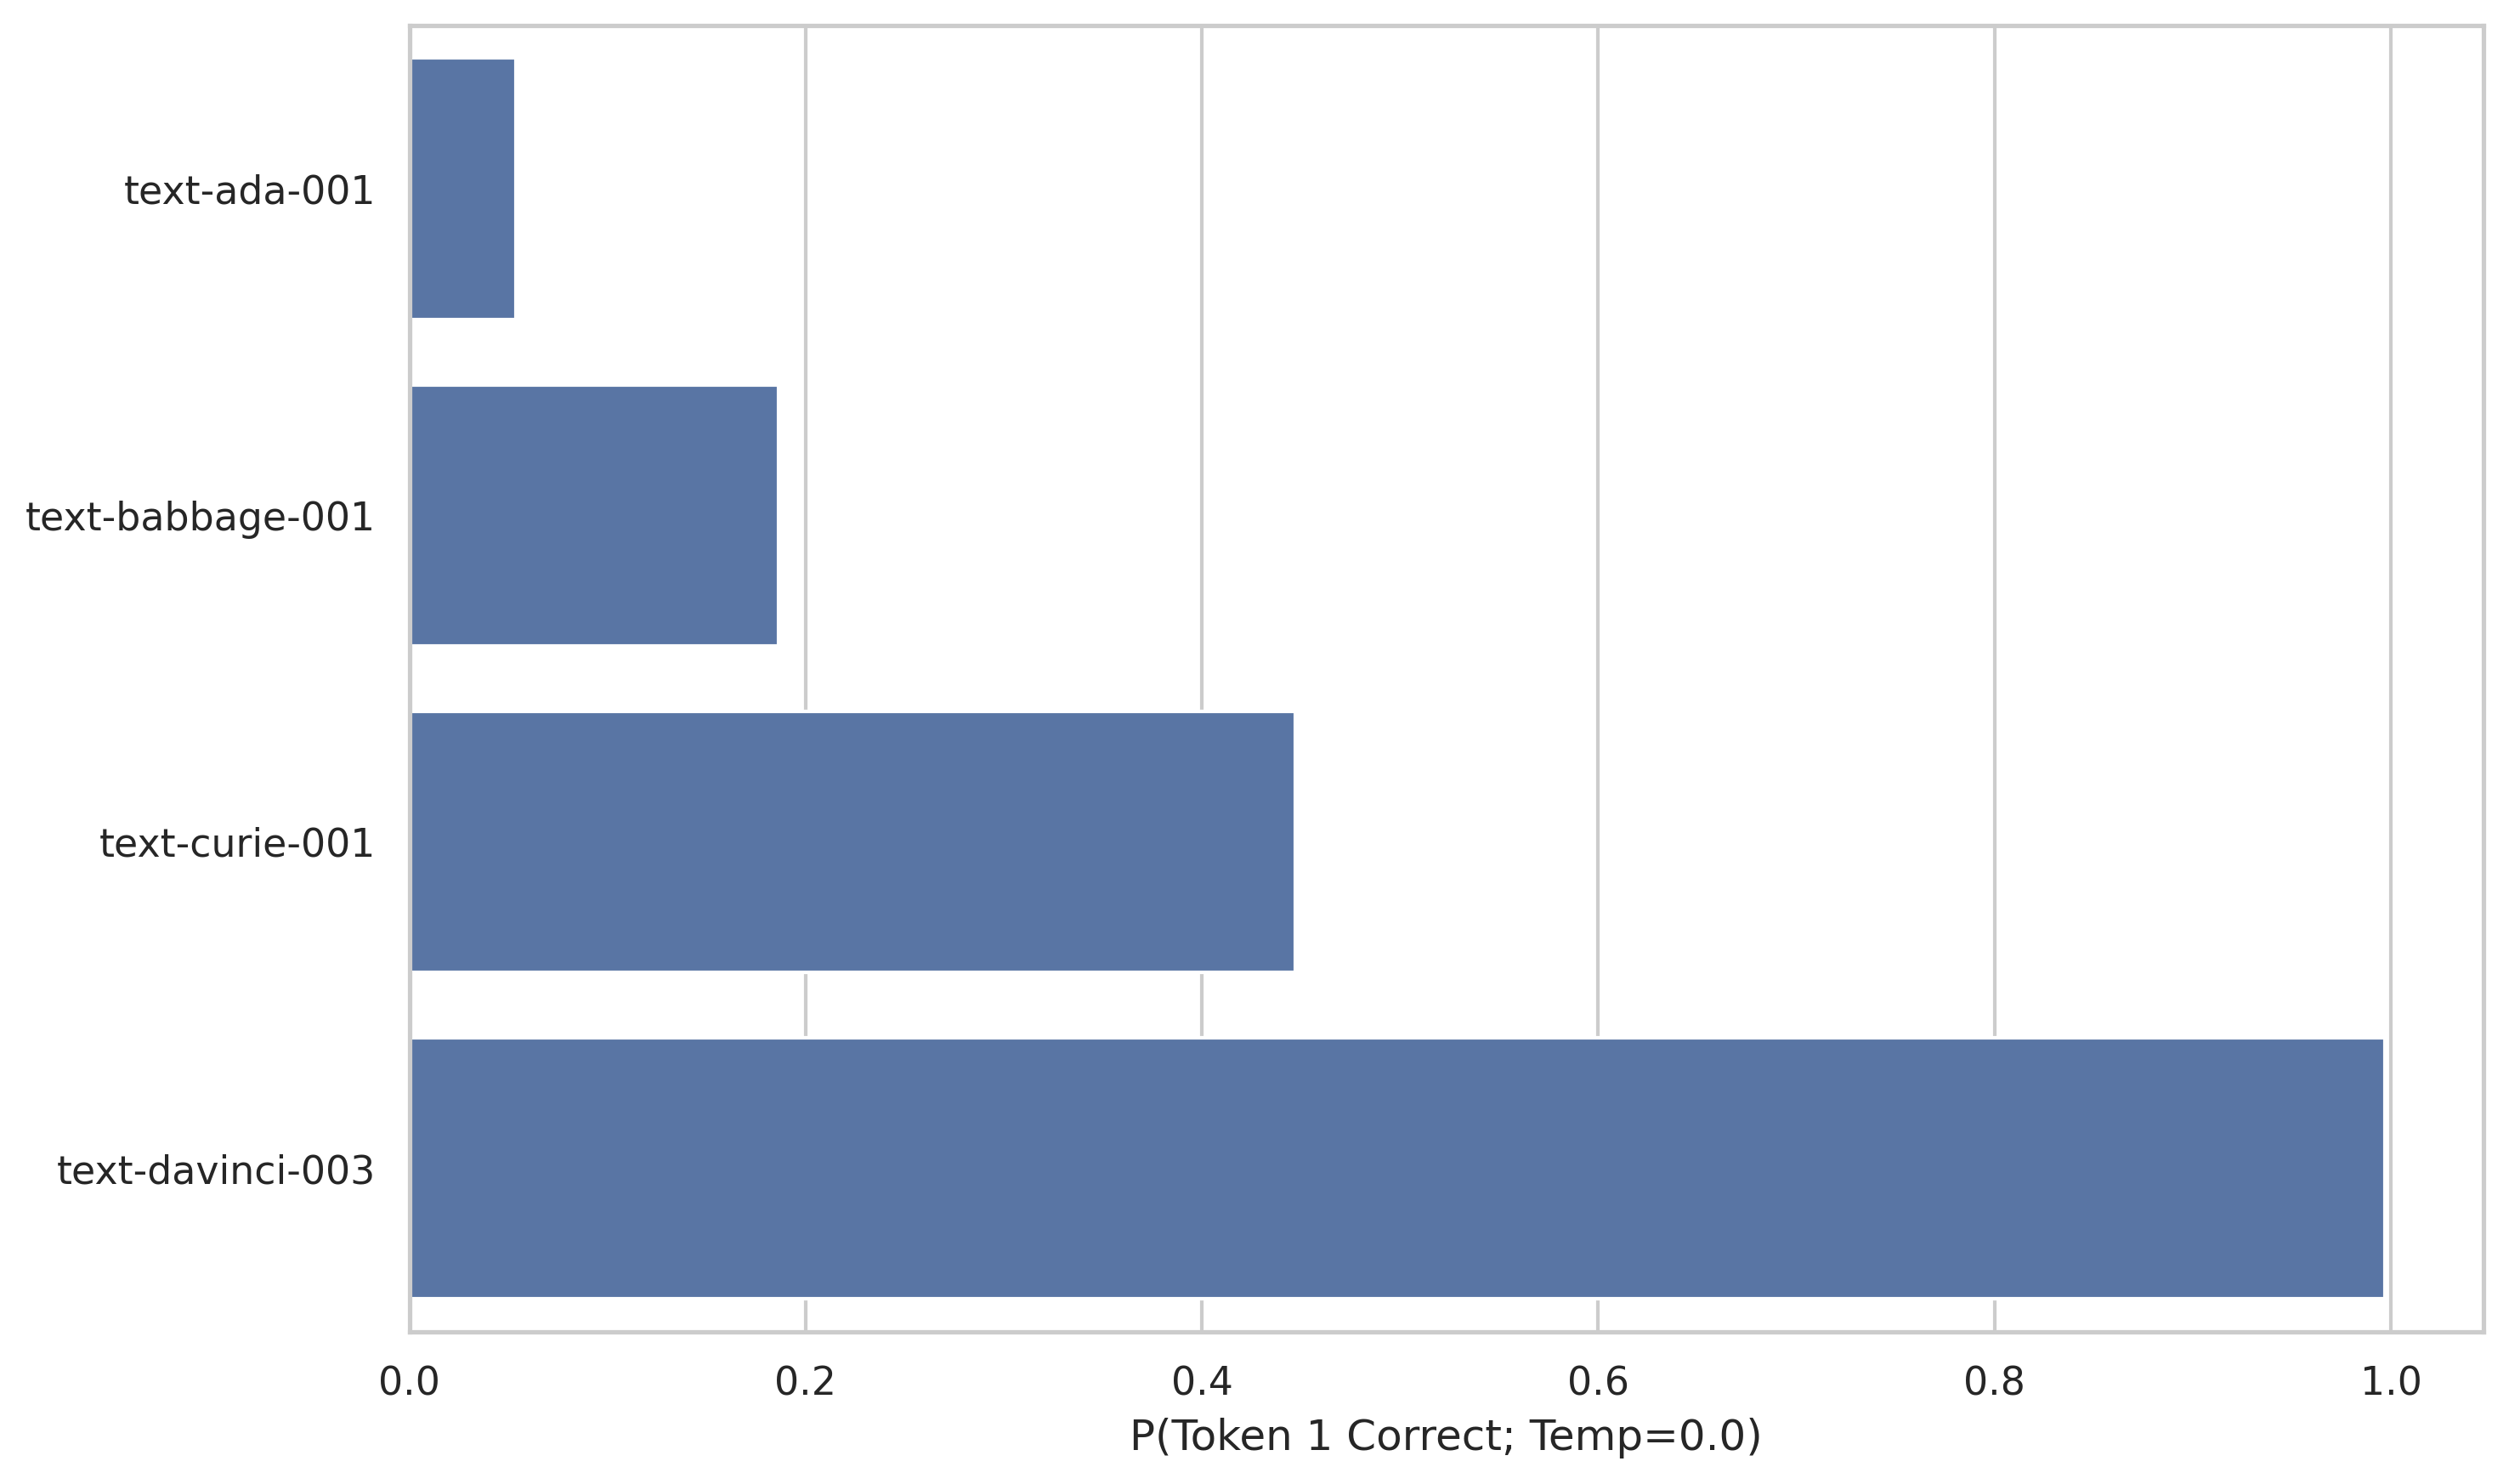 text-ada-001
text-babbage-001
text-curie-001
text-davinci-003
0.0 0.2 0.4 0.6 0.8 1.0
P(Token 1 Correct; Temp=0.0)